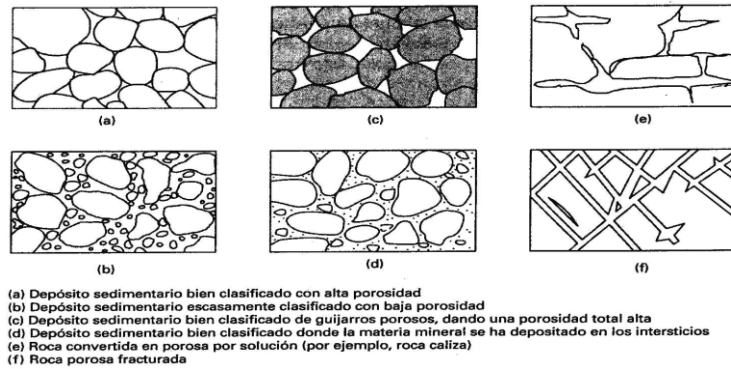 (a)
(c)
(e)
(b)
(d)
(f)
(a) Depósito sedimentario bien clasificado con alta porosidad
(b) Depósito sedimentario escasamente clasificado con baja porosidad
(c) Depósito sedimentario bien clasificado de guijarros porosos, dando una porosidad total alta
(d) Depósito sedimentario bien clasificado donde la materia mineral se ha depositado en los intersticios
(e) Roca convertida en porosa por solución (por ejemplo, roca caliza)
(f) Roca porosa fracturada